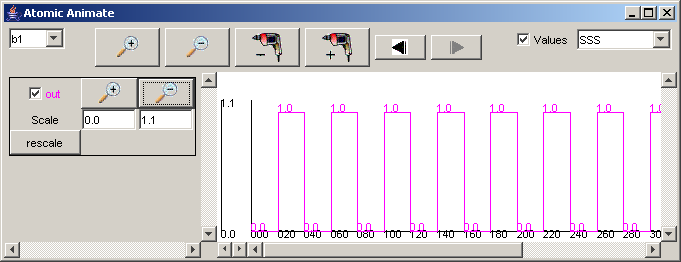 Atomic Animate
b1
Values SSS
out
Scale 0.0 1.1
rescale
1.1
1.0 1.0 1.0 1.0 1.0 1.0 1.0 1.0
0.0 0.0 0.0 0.0 0.0 0.0 0.0 0.0
0.0 000 020 040 060 080 100 120 140 160 180 200 220 240 260 280 30